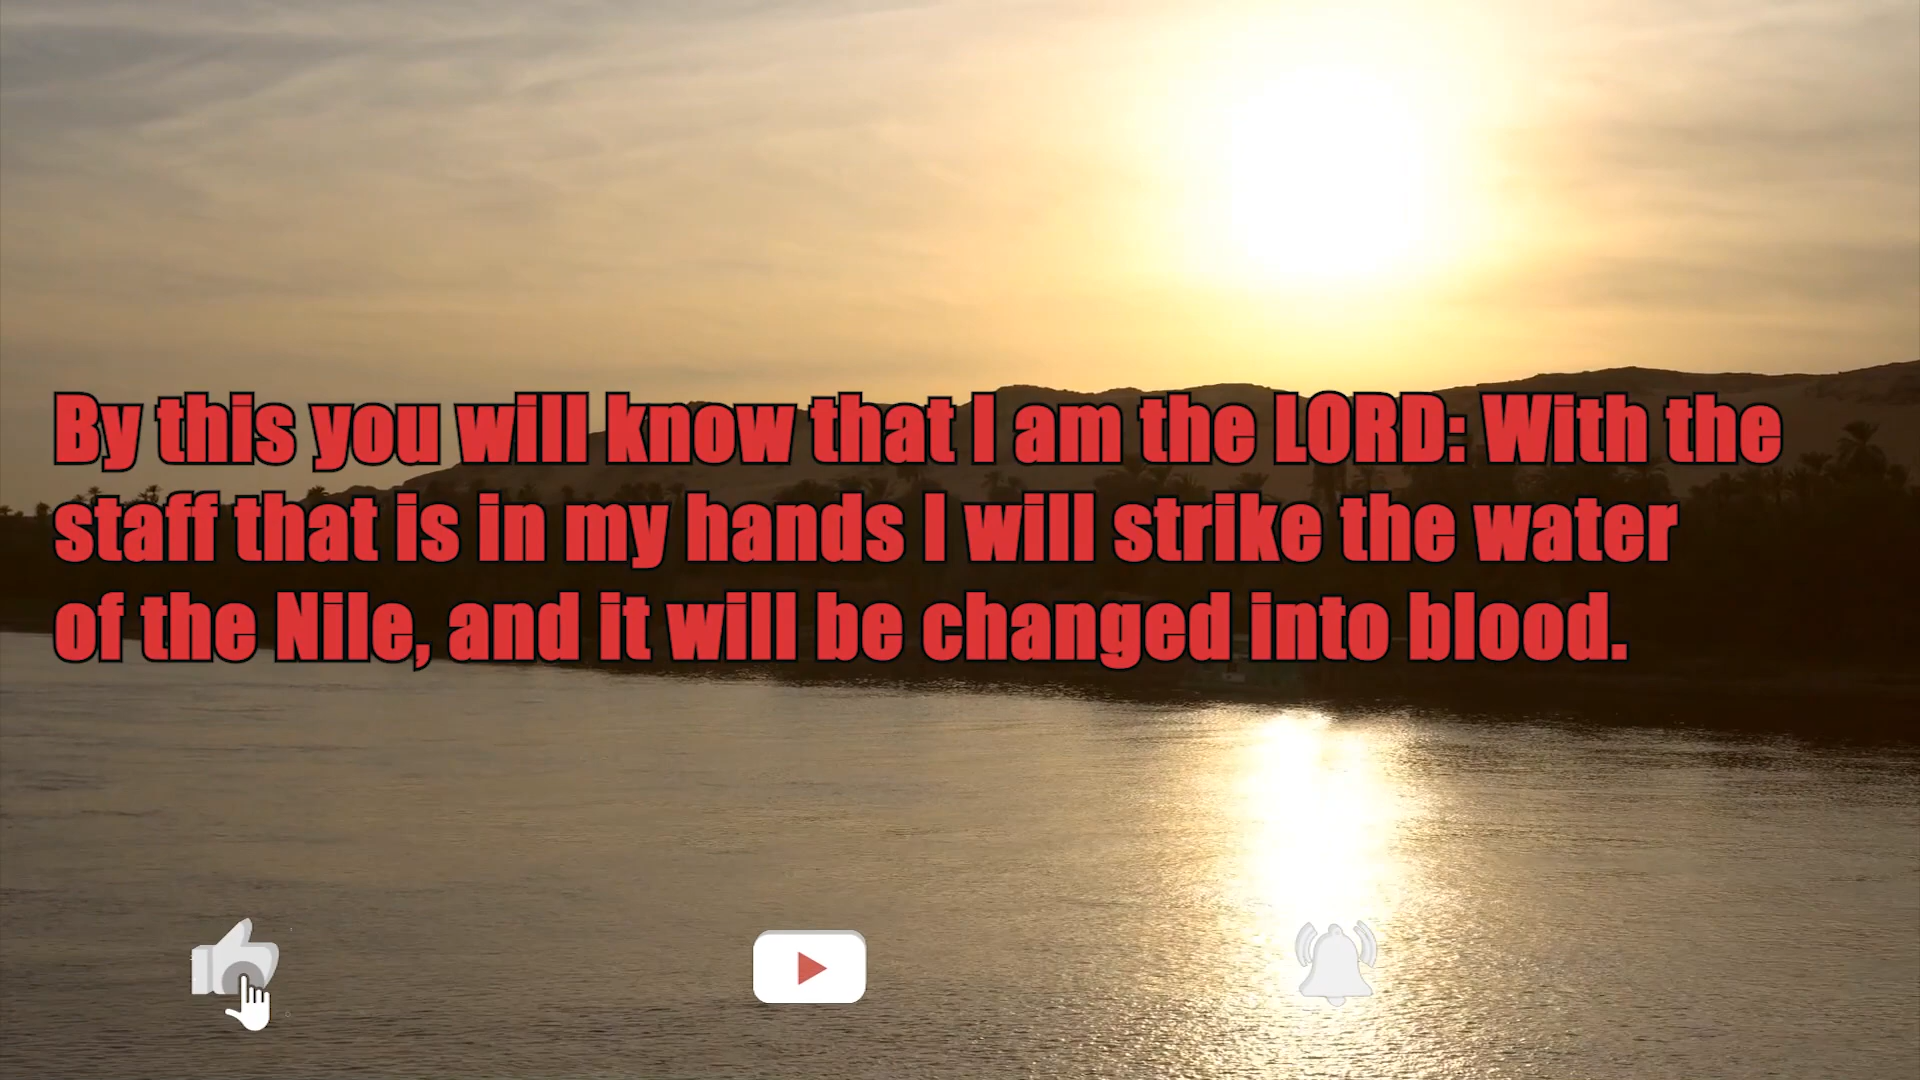 By this you will know that I am the LORD: With the
staff that is in my hands I will strike the water
of the Nile, and it will be changed into blood.